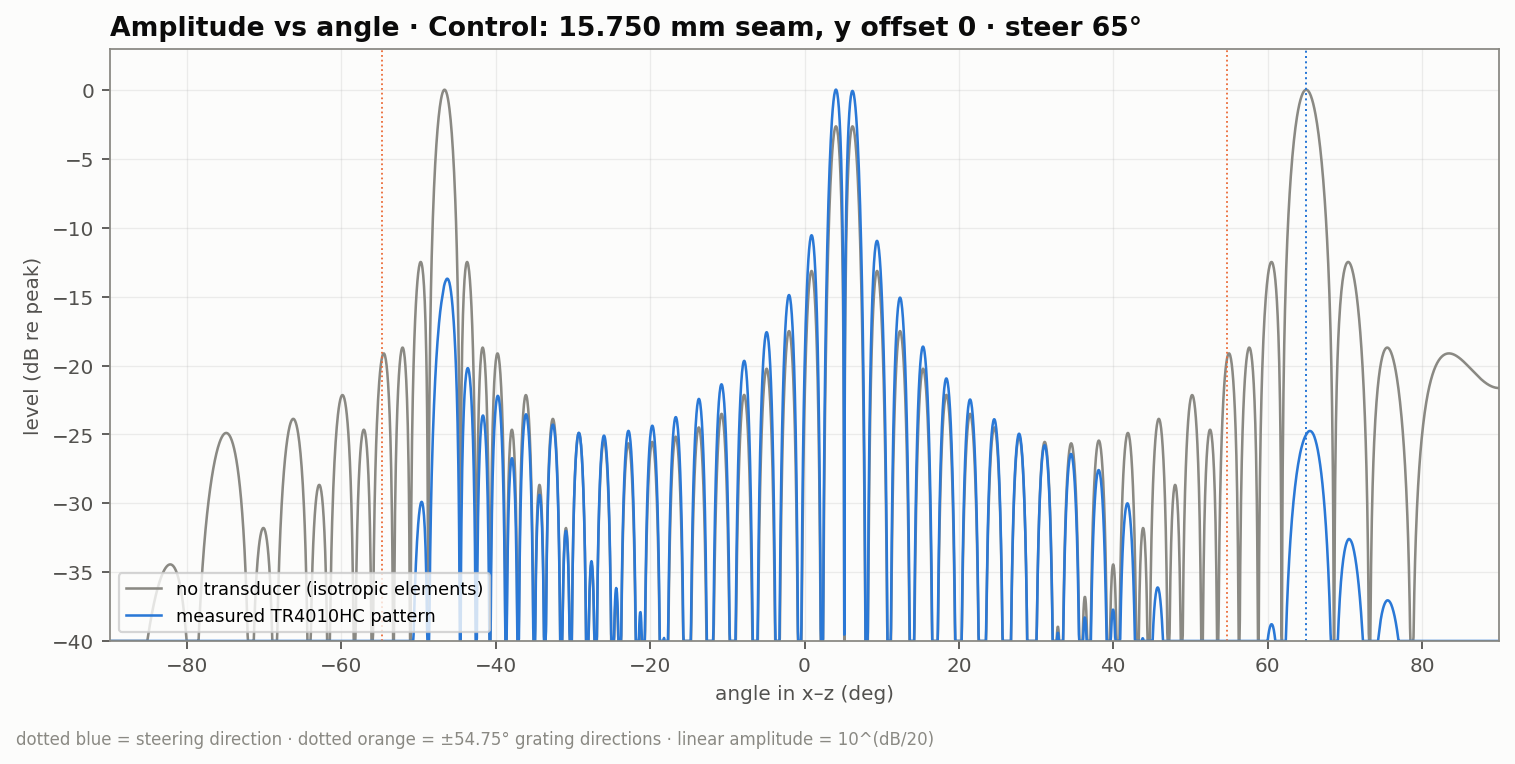 Amplitude vs angle · Control: 15.750 mm seam, y offset 0 · steer 65°
level (dB re peak)
0
−5
−10
−15
−20
−25
−30
−35
−40
no transducer (isotropic elements)
measured TR4010HC pattern
−80 −60 −40 −20 0 20 40 60 80
angle in x–z (deg)
dotted blue = steering direction · dotted orange = ±54.75° grating directions · linear amplitude = 10^(dB/20)